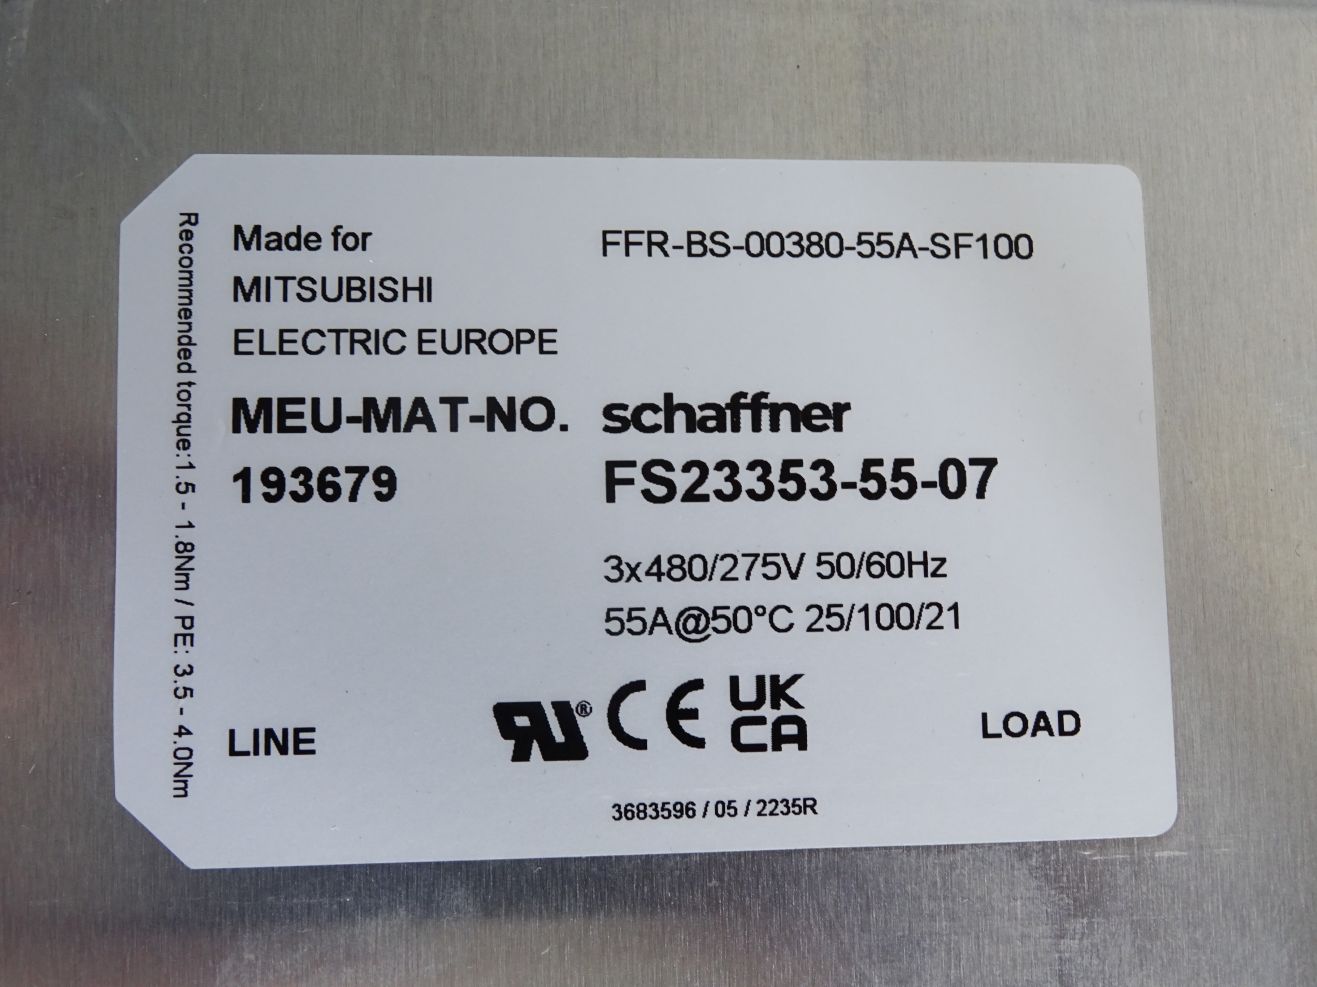 Recommended torque:1.5 - 1.8Nm / PE: 3.5 - 4.0Nm
Made for
MITSUBISHI
ELECTRIC EUROPE
MEU-MAT-NO.
193679
FFR-BS-00380-55A-SF100
schaffner
FS23353-55-07
3x480/275V 50/60Hz
55A@50°C 25/100/21
LINE
RU® CE UK
CA
LOAD
3683596 / 05 / 2235R